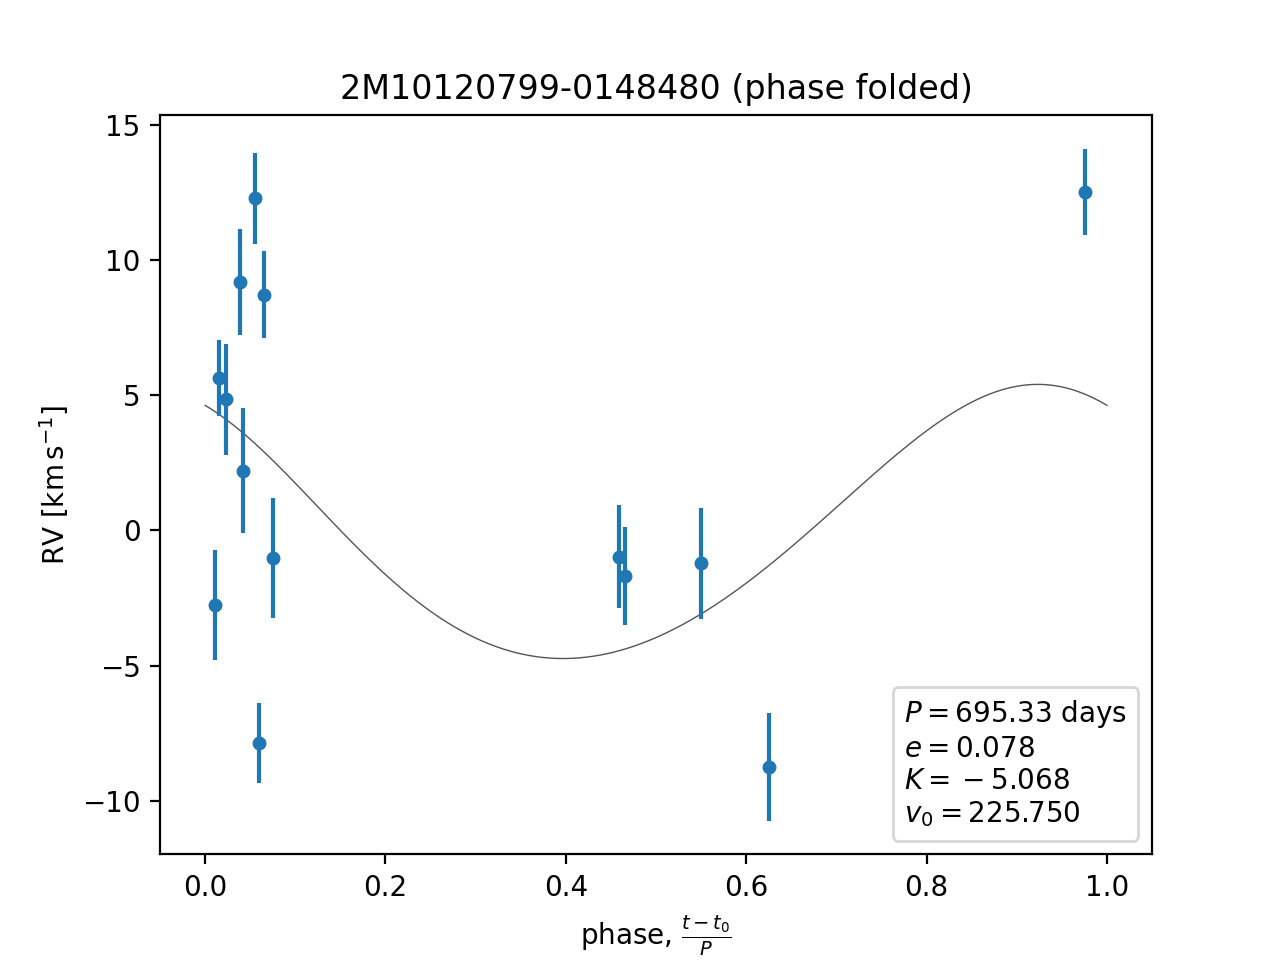 2M10120799-0148480 (phase folded)
15
10
5
0
−5
−10
RV [km s⁻¹]
P = 695.33 days
e = 0.078
K = −5.068
v₀ = 225.750
0.0 0.2 0.4 0.6 0.8 1.0
phase, (t − t₀)/P